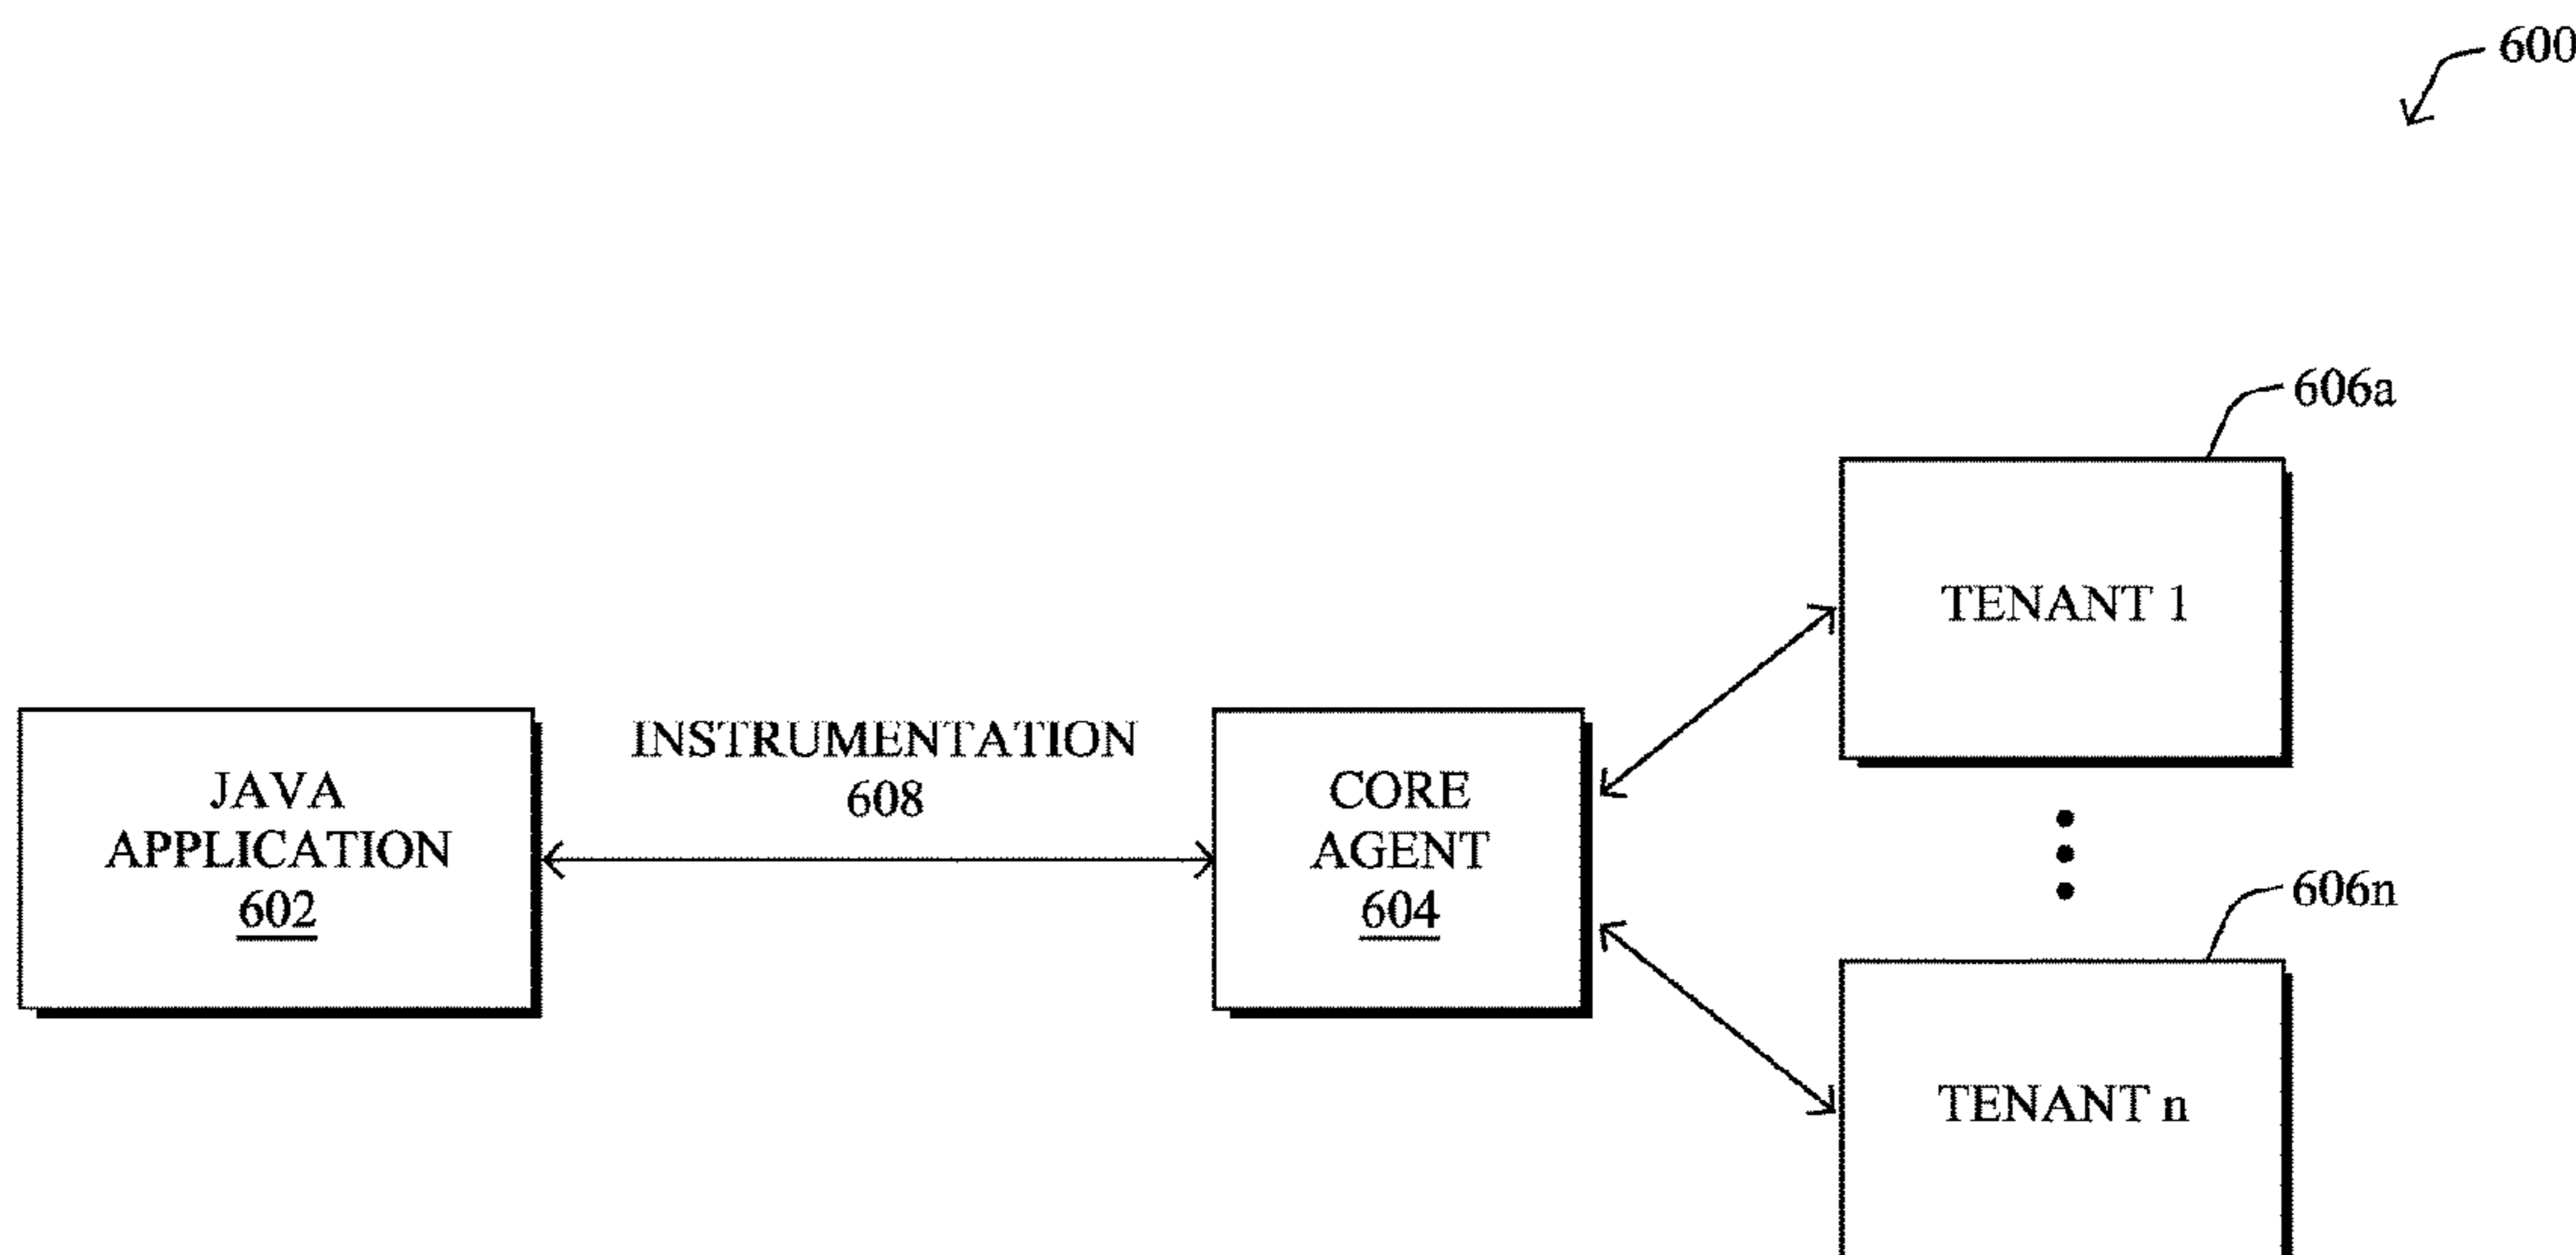 600
606a
TENANT 1
INSTRUMENTATION
608
JAVA
APPLICATION
602
CORE
AGENT
604
606n
TENANT n